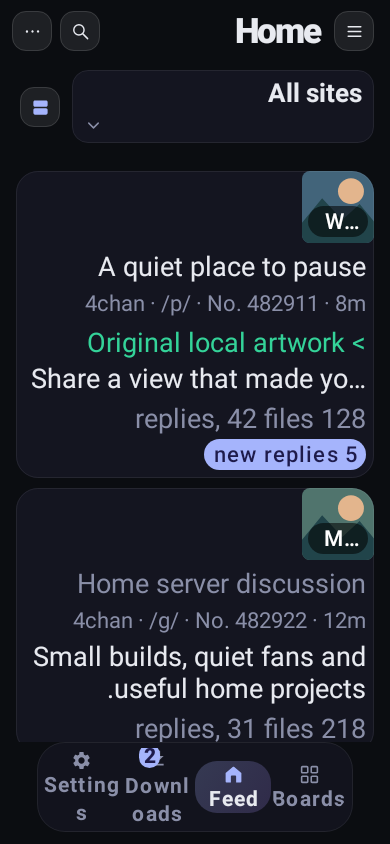 Home
All sites
W…
A quiet place to pause
4chan · /p/ · No. 482911 · 8m
Original local artwork <
Share a view that made yo…
replies, 42 files 128
new replies 5
M…
Home server discussion
4chan · /g/ · No. 482922 · 12m
Small builds, quiet fans and
.useful home projects
replies, 31 files 218
Boards
Feed
2
Downl
oads
Setting
s